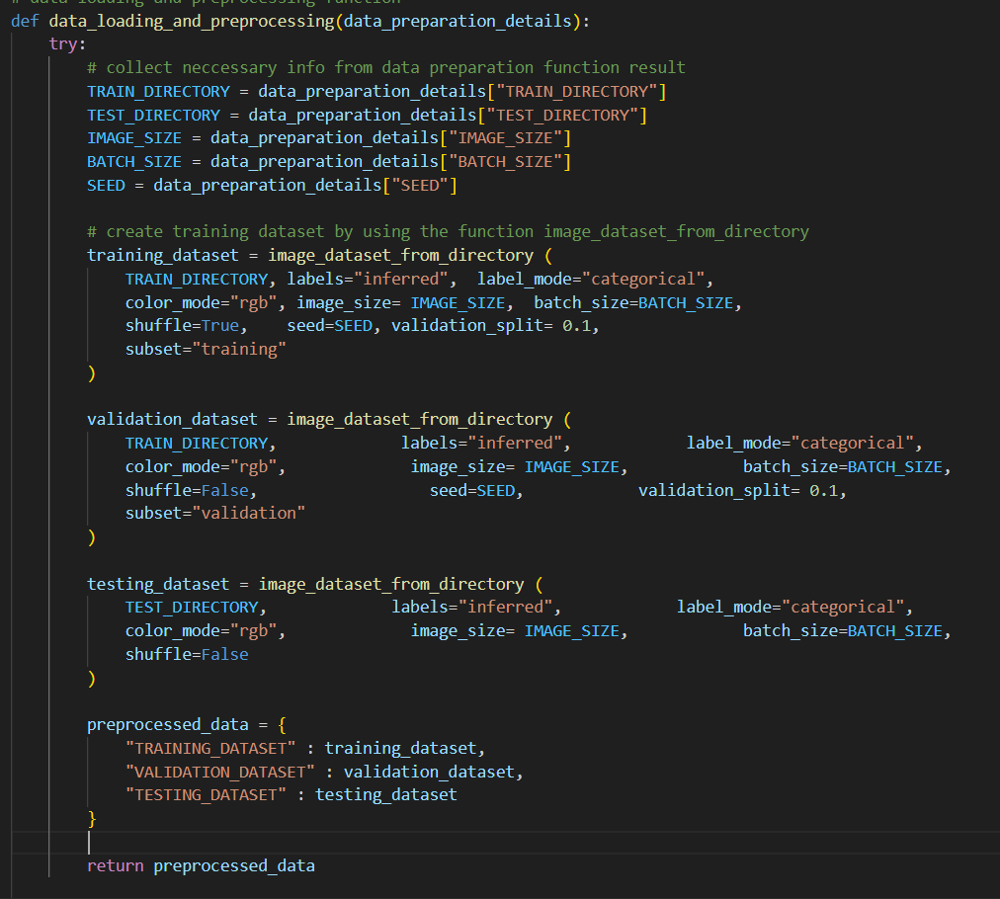 # data loading and preprocessing function
def data_loading_and_preprocessing(data_preparation_details):
    try:
        # collect neccessary info from data preparation function result
        TRAIN_DIRECTORY = data_preparation_details["TRAIN_DIRECTORY"]
        TEST_DIRECTORY = data_preparation_details["TEST_DIRECTORY"]
        IMAGE_SIZE = data_preparation_details["IMAGE_SIZE"]
        BATCH_SIZE = data_preparation_details["BATCH_SIZE"]
        SEED = data_preparation_details["SEED"]

        # create training dataset by using the function image_dataset_from_directory
        training_dataset = image_dataset_from_directory (
            TRAIN_DIRECTORY, labels="inferred",  label_mode="categorical",
            color_mode="rgb", image_size= IMAGE_SIZE,  batch_size=BATCH_SIZE,
            shuffle=True,    seed=SEED, validation_split= 0.1,
            subset="training"
        )

        validation_dataset = image_dataset_from_directory (
            TRAIN_DIRECTORY,             labels="inferred",            label_mode="categorical",
            color_mode="rgb",             image_size= IMAGE_SIZE,            batch_size=BATCH_SIZE,
            shuffle=False,                  seed=SEED,            validation_split= 0.1,
            subset="validation"
        )

        testing_dataset = image_dataset_from_directory (
            TEST_DIRECTORY,             labels="inferred",            label_mode="categorical",
            color_mode="rgb",             image_size= IMAGE_SIZE,            batch_size=BATCH_SIZE,
            shuffle=False
        )

        preprocessed_data = {
            "TRAINING_DATASET" : training_dataset,
            "VALIDATION_DATASET" : validation_dataset,
            "TESTING_DATASET" : testing_dataset
        }

        return preprocessed_data